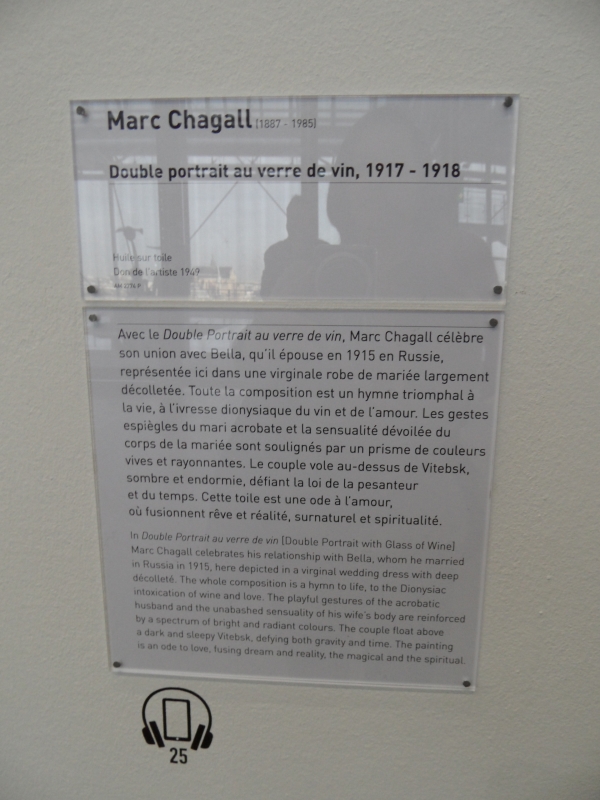 Marc Chagall (1887 - 1985)
Double portrait au verre de vin, 1917 - 1918
Huile sur toile
Don de l'artiste 1949
AM 2774 P
Avec le Double Portrait au verre de vin, Marc Chagall célèbre
son union avec Bella, qu'il épouse en 1915 en Russie,
représentée ici dans une virginale robe de mariée largement
décolletée. Toute la composition est un hymne triomphal à
la vie, à l'ivresse dionysiaque du vin et de l'amour. Les gestes
espiègles du mari acrobate et la sensualité dévoilée du
corps de la mariée sont soulignés par un prisme de couleurs
vives et rayonnantes. Le couple vole au-dessus de Vitebsk,
sombre et endormie, défiant la loi de la pesanteur
et du temps. Cette toile est une ode à l'amour,
où fusionnent rêve et réalité, surnaturel et spiritualité.
In Double Portrait au verre de vin [Double Portrait with Glass of Wine]
Marc Chagall celebrates his relationship with Bella, whom he married
in Russia in 1915, here depicted in a virginal wedding dress with deep
décolleté. The whole composition is a hymn to life, to the Dionysiac
intoxication of wine and love. The playful gestures of the acrobatic
husband and the unabashed sensuality of his wife's body are reinforced
by a spectrum of bright and radiant colours. The couple float above
a dark and sleepy Vitebsk, defying both gravity and time. The painting
is an ode to love, fusing dream and reality, the magical and the spiritual.
25